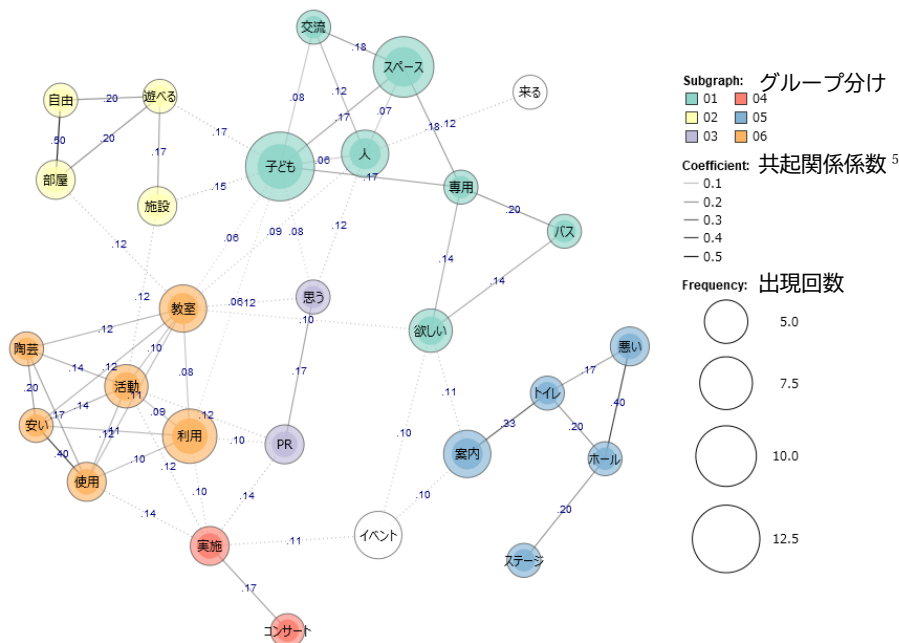 交流
.18
スペース
.08
.12
.07
来る
自由
.20
遊べる
.17
.17
.18
.12
.50
.20
子ども
.06
人
部屋
.17
.15
.17
専用
施設
.20
バス
.12
.06
.09
.08
.12
.14
.14
.12
教室
.06
.12
思う
.10
欲しい
陶芸
.12
.10
.08
悪い
.14
.12
.17
.17
.20
活動
.11
.11
トイレ
.40
安い
.17
.14
.09
.12
利用
.10
PR
案内
.33
.20
ホール
.40
.11
.10
.12
使用
.10
.14
.10
.10
.20
.14
イベント
実施
.11
ステージ
.17
コンサート
Subgraph: グループ分け
01 04
02 05
03 06
Coefficient: 共起関係係数 5
0.1
0.2
0.3
0.4
0.5
Frequency: 出現回数
5.0
7.5
10.0
12.5